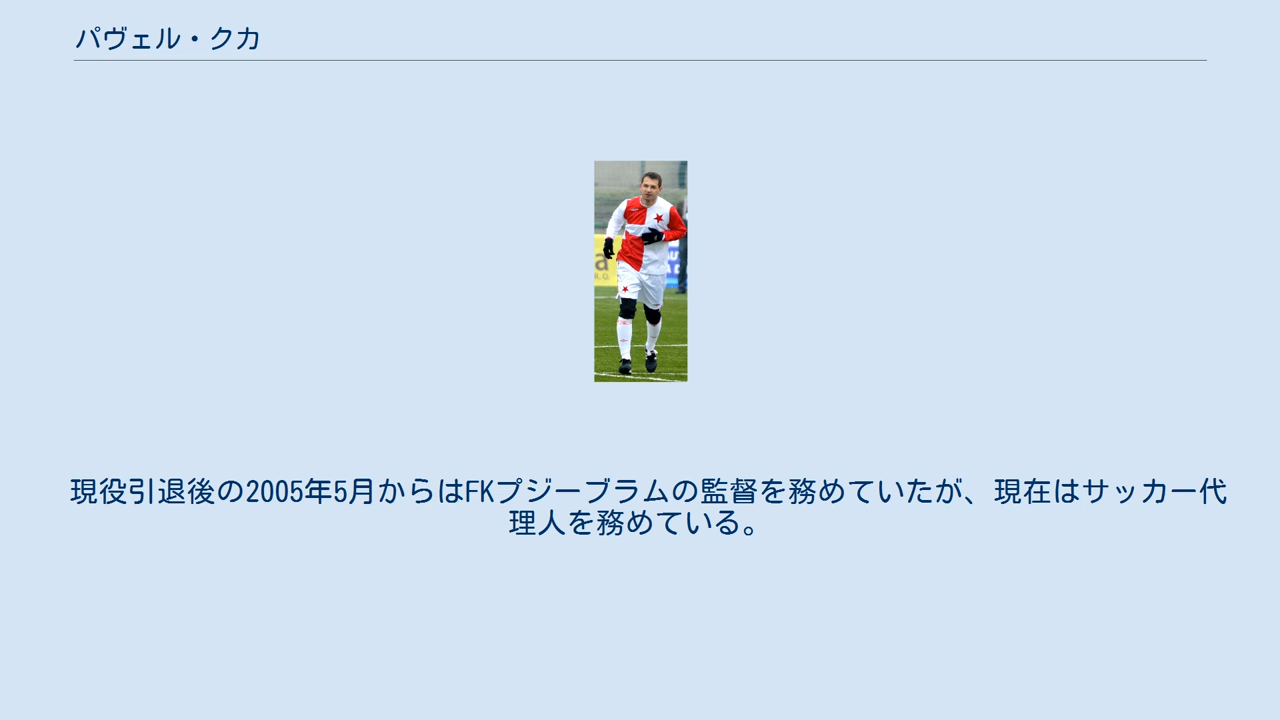 パヴェル・クカ
現役引退後の2005年5月からはFKプジーブラムの監督を務めていたが、現在はサッカー代
理人を務めている。